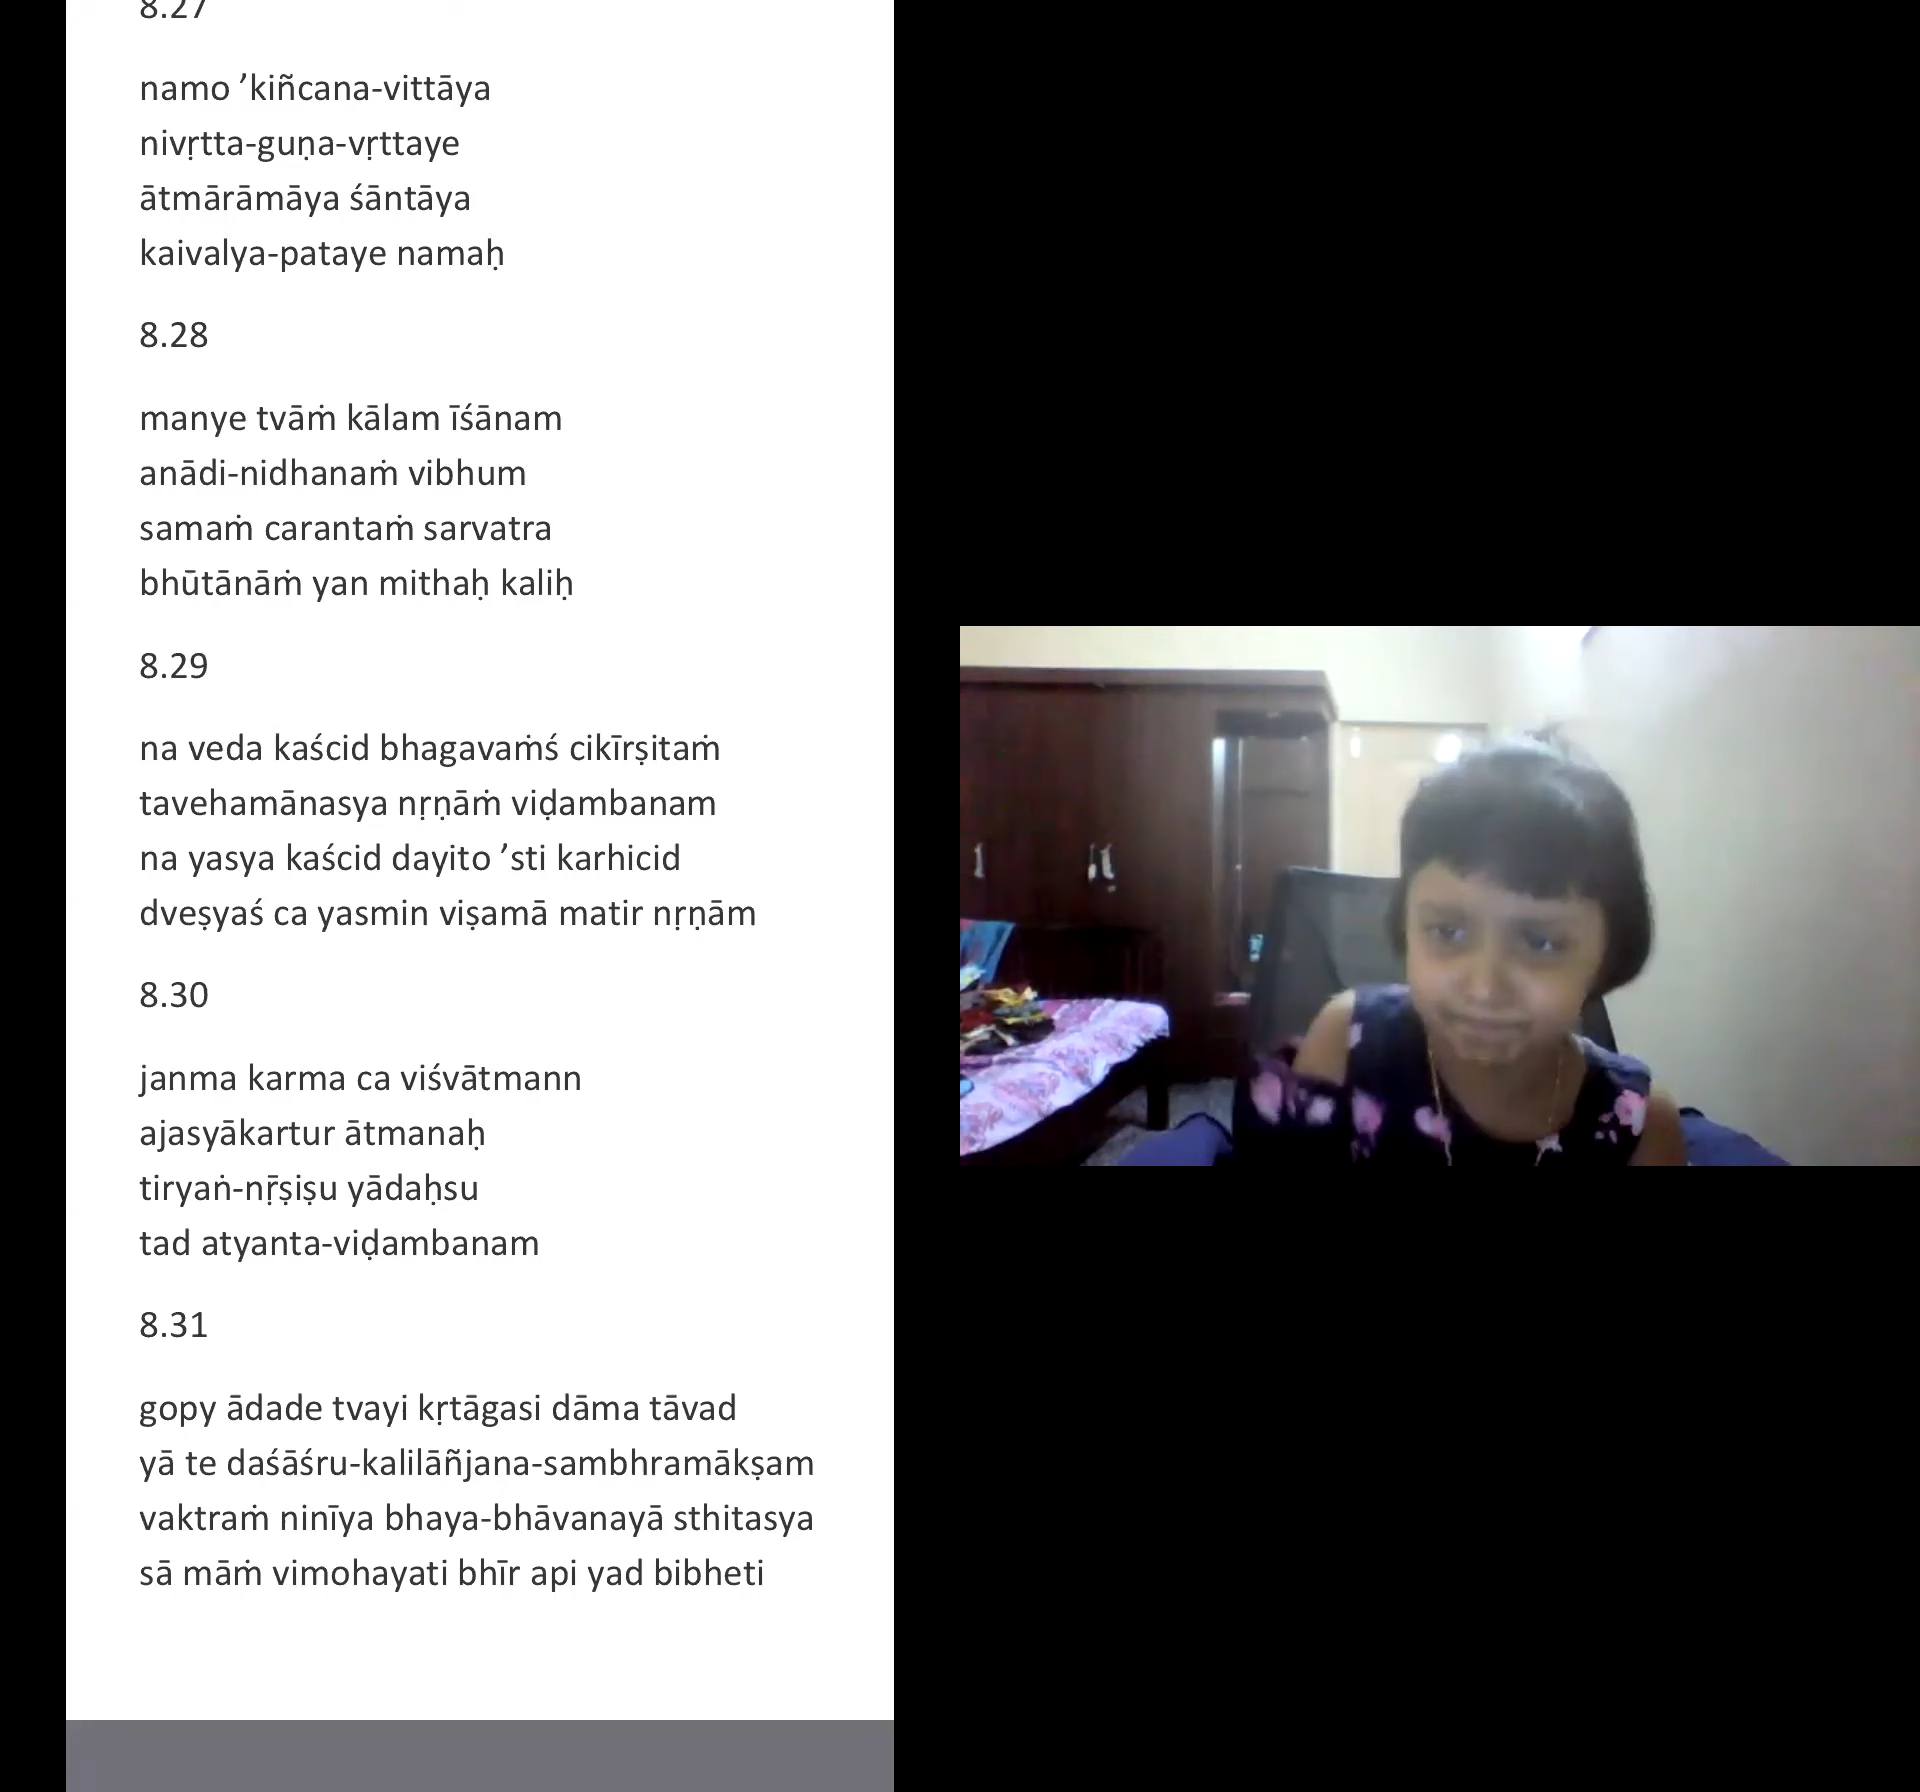 8.27
namo ’kiñcana-vittāya
nivṛtta-guṇa-vṛttaye
ātmārāmāya śāntāya
kaivalya-pataye namaḥ
8.28
manye tvāṁ kālam īśānam
anādi-nidhanaṁ vibhum
samaṁ carantaṁ sarvatra
bhūtānāṁ yan mithaḥ kaliḥ
8.29
na veda kaścid bhagavaṁś cikīrṣitaṁ
tavehamānasya nṛṇāṁ viḍambanam
na yasya kaścid dayito ’sti karhicid
dveṣyaś ca yasmin viṣamā matir nṛṇām
8.30
janma karma ca viśvātmann
ajasyākartur ātmanaḥ
tiryaṅ-nṝṣiṣu yādaḥsu
tad atyanta-viḍambanam
8.31
gopy ādade tvayi kṛtāgasi dāma tāvad
yā te daśāśru-kalilāñjana-sambhramākṣam
vaktraṁ ninīya bhaya-bhāvanayā sthitasya
sā māṁ vimohayati bhīr api yad bibheti